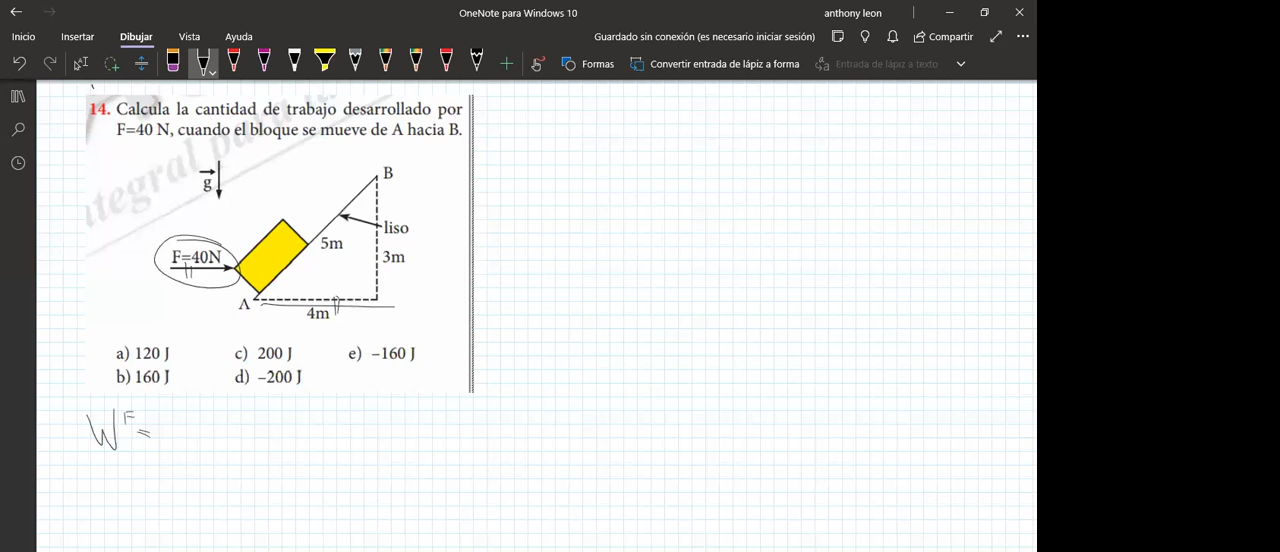 OneNote para Windows 10
anthony leon
Inicio
Insertar
Dibujar
Vista
Ayuda
Guardado sin conexión (es necesario iniciar sesión)
Compartir
Formas
Convertir entrada de lápiz a forma
Entrada de lápiz a texto
14. Calcula la cantidad de trabajo desarrollado por
F=40 N, cuando el bloque se mueve de A hacia B.
ntegral para
g
B
liso
5m
F=40N
3m
A
4m
a) 120 J
c) 200 J
e) –160 J
b) 160 J
d) –200 J
W^F =